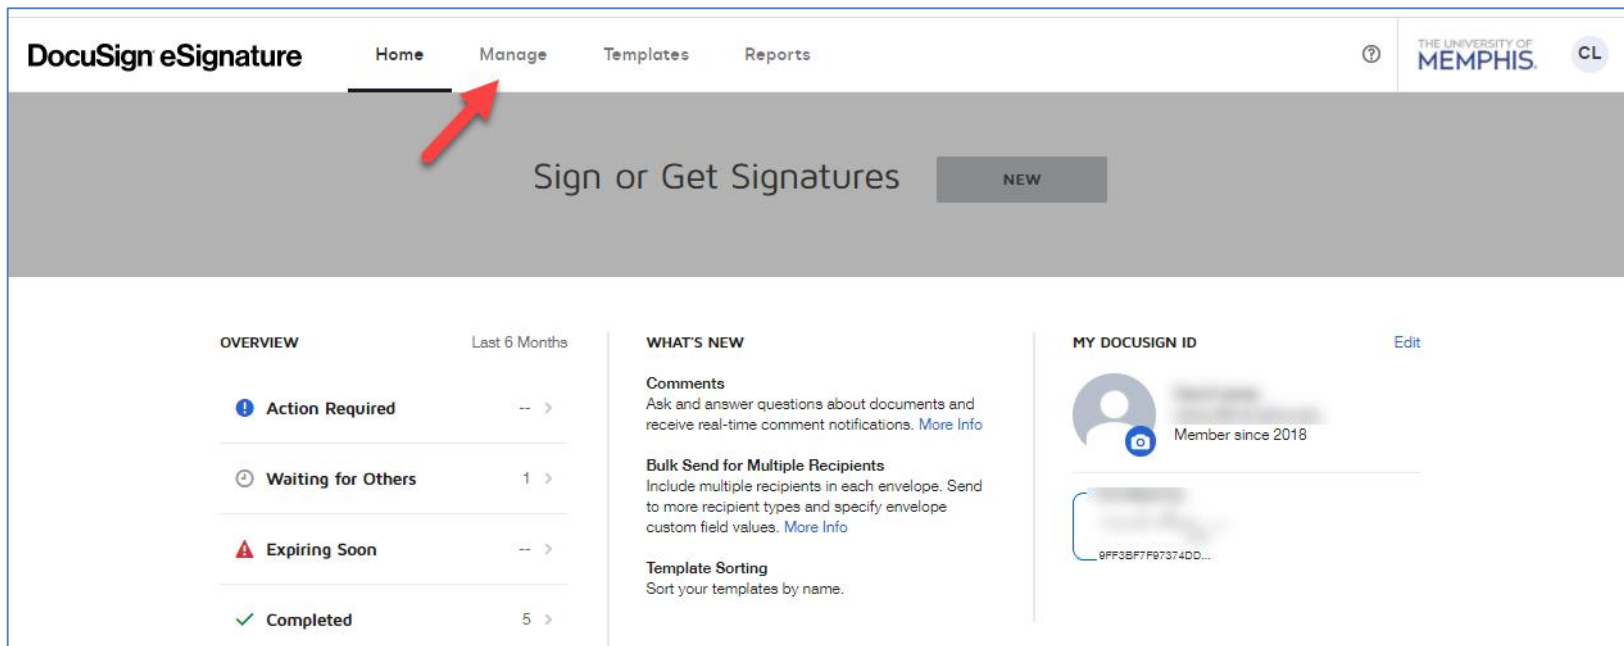 DocuSign eSignature
Home
Manage
Templates
Reports
THE UNIVERSITY OF
MEMPHIS.
CL
Sign or Get Signatures
NEW
OVERVIEW
Last 6 Months
Action Required
--
Waiting for Others
1
Expiring Soon
--
Completed
5
WHAT'S NEW
Comments
Ask and answer questions about documents and
receive real-time comment notifications. More Info
Bulk Send for Multiple Recipients
Include multiple recipients in each envelope. Send
to more recipient types and specify envelope
custom field values. More Info
Template Sorting
Sort your templates by name.
MY DOCUSIGN ID
Edit
Member since 2018
9FF3BF7F97374DD...